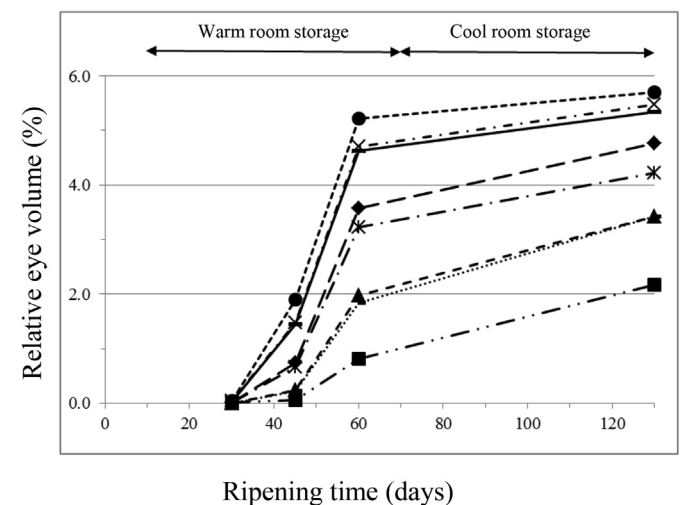 Warm room storage
Cool room storage
Relative eye volume (%)
6.0
4.0
2.0
0.0
0
20
40
60
80
100
120
Ripening time (days)